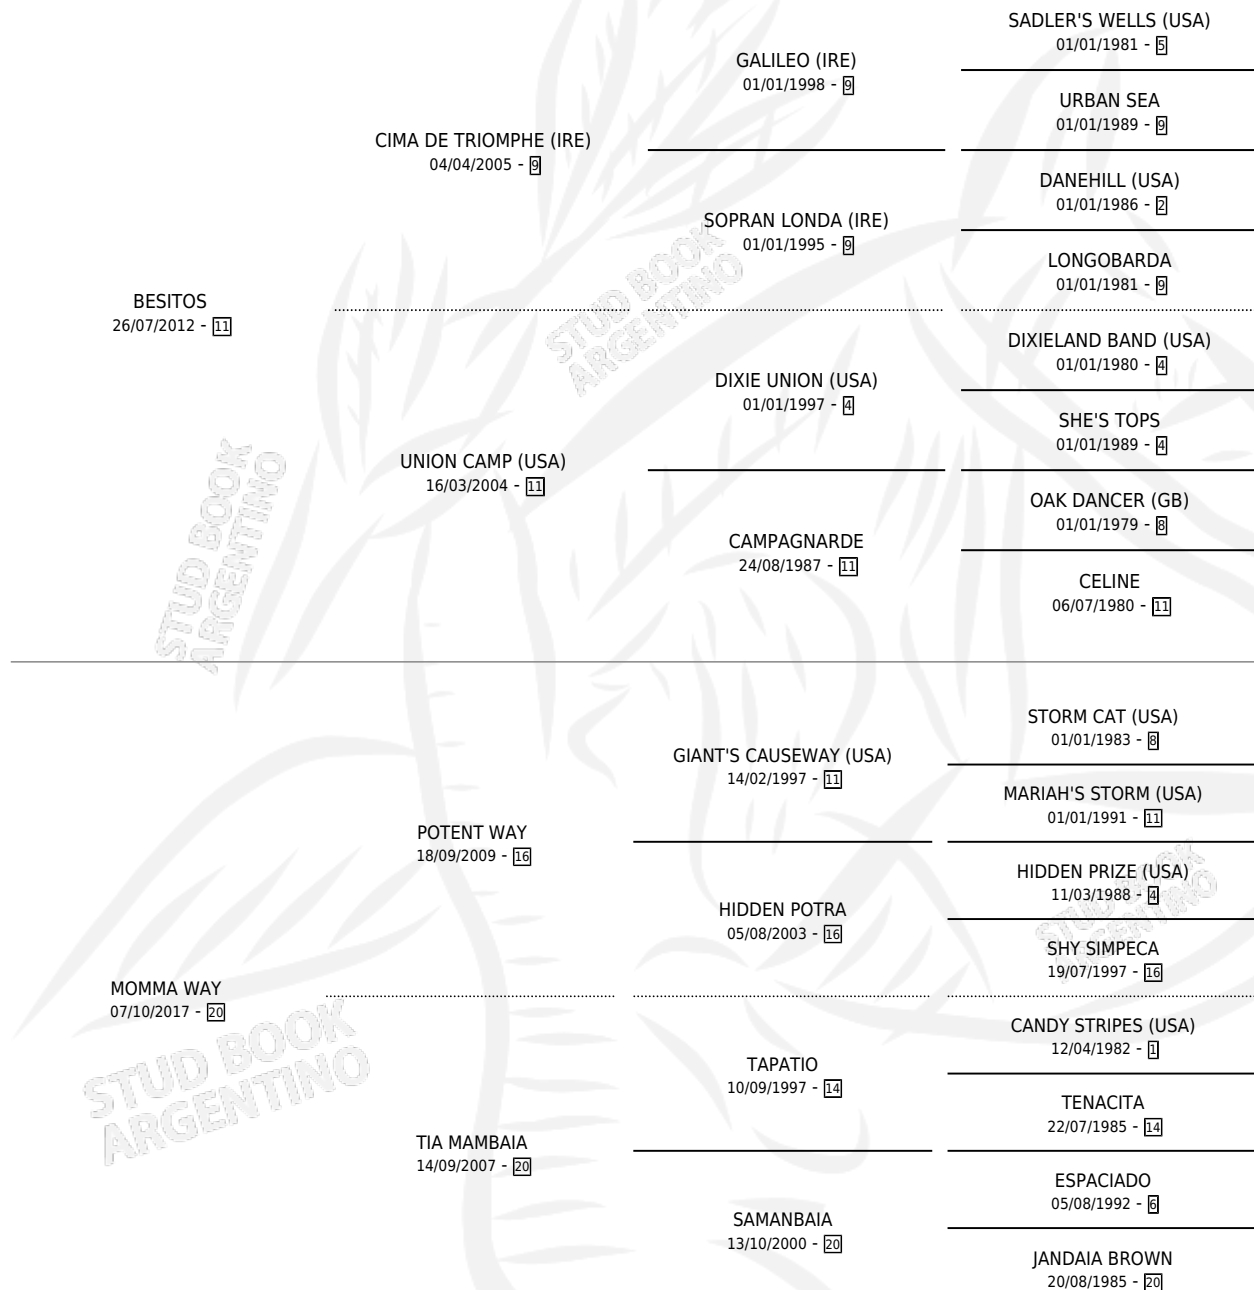 SADLER'S WELLS (USA)
01/01/1981 - 5
GALILEO (IRE)
01/01/1998 - 9
URBAN SEA
01/01/1989 - 9
CIMA DE TRIOMPHE (IRE)
04/04/2005 - 9
DANEHILL (USA)
01/01/1986 - 2
SOPRAN LONDA (IRE)
01/01/1995 - 9
LONGOBARDA
01/01/1981 - 9
BESITOS
26/07/2012 - 11
DIXIELAND BAND (USA)
01/01/1980 - 4
DIXIE UNION (USA)
01/01/1997 - 4
SHE'S TOPS
01/01/1989 - 4
UNION CAMP (USA)
16/03/2004 - 11
OAK DANCER (GB)
01/01/1979 - 8
CAMPAGNARDE
24/08/1987 - 11
CELINE
06/07/1980 - 11
STORM CAT (USA)
01/01/1983 - 8
GIANT'S CAUSEWAY (USA)
14/02/1997 - 11
MARIAH'S STORM (USA)
01/01/1991 - 11
POTENT WAY
18/09/2009 - 16
HIDDEN PRIZE (USA)
11/03/1988 - 4
HIDDEN POTRA
05/08/2003 - 16
SHY SIMPECA
19/07/1997 - 16
MOMMA WAY
07/10/2017 - 20
CANDY STRIPES (USA)
12/04/1982 - 1
TAPATIO
10/09/1997 - 14
TENACITA
22/07/1985 - 14
TIA MAMBAIA
14/09/2007 - 20
ESPACIADO
05/08/1992 - 6
SAMANBAIA
13/10/2000 - 20
JANDAIA BROWN
20/08/1985 - 20
STUD BOOK
ARGENTINO
STUD BOOK
ARGENTINO
STUD BOOK
ARGENTINO
STUD BOOK
ARGENTINO